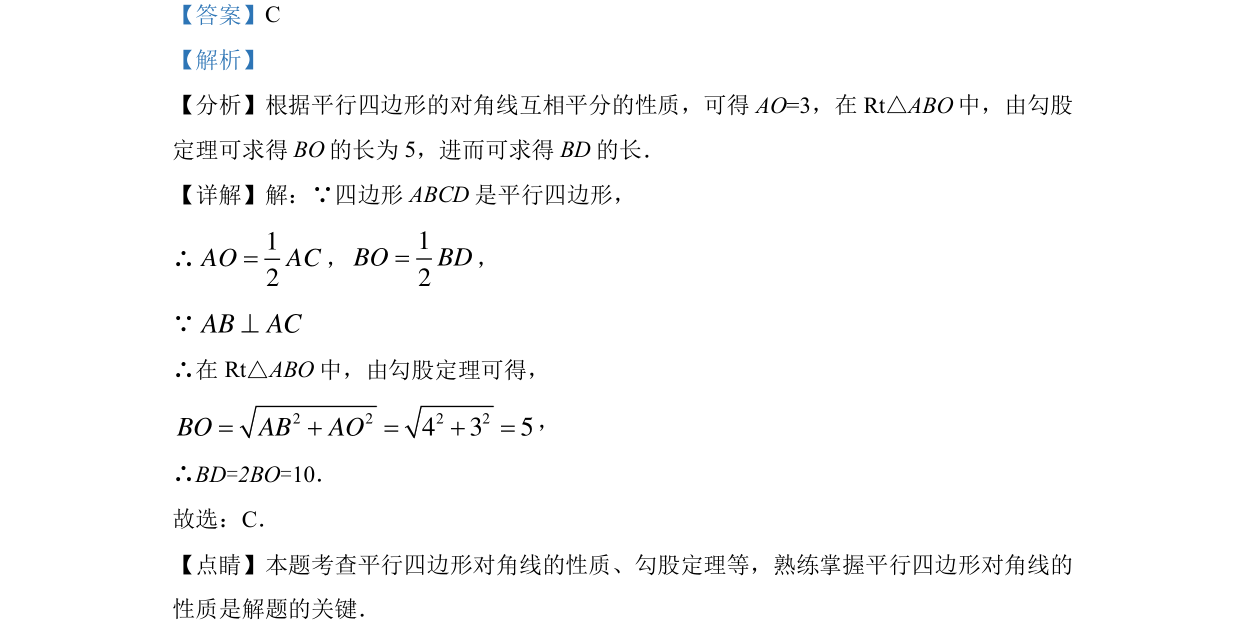 【答案】C
【解析】
【分析】根据平行四边形的对角线互相平分的性质，可得 AO=3，在 Rt△ABO 中，由勾股
定理可求得 BO 的长为 5，进而可求得 BD 的长．
【详解】解：∵四边形 ABCD 是平行四边形，
∴ AO = 1/2 AC，BO = 1/2 BD，
∵ AB ⊥ AC
∴在 Rt△ABO 中，由勾股定理可得，
BO = √(AB² + AO²) = √(4² + 3²) = 5，
∴BD=2BO=10．
故选：C．
【点睛】本题考查平行四边形对角线的性质、勾股定理等，熟练掌握平行四边形对角线的
性质是解题的关键．